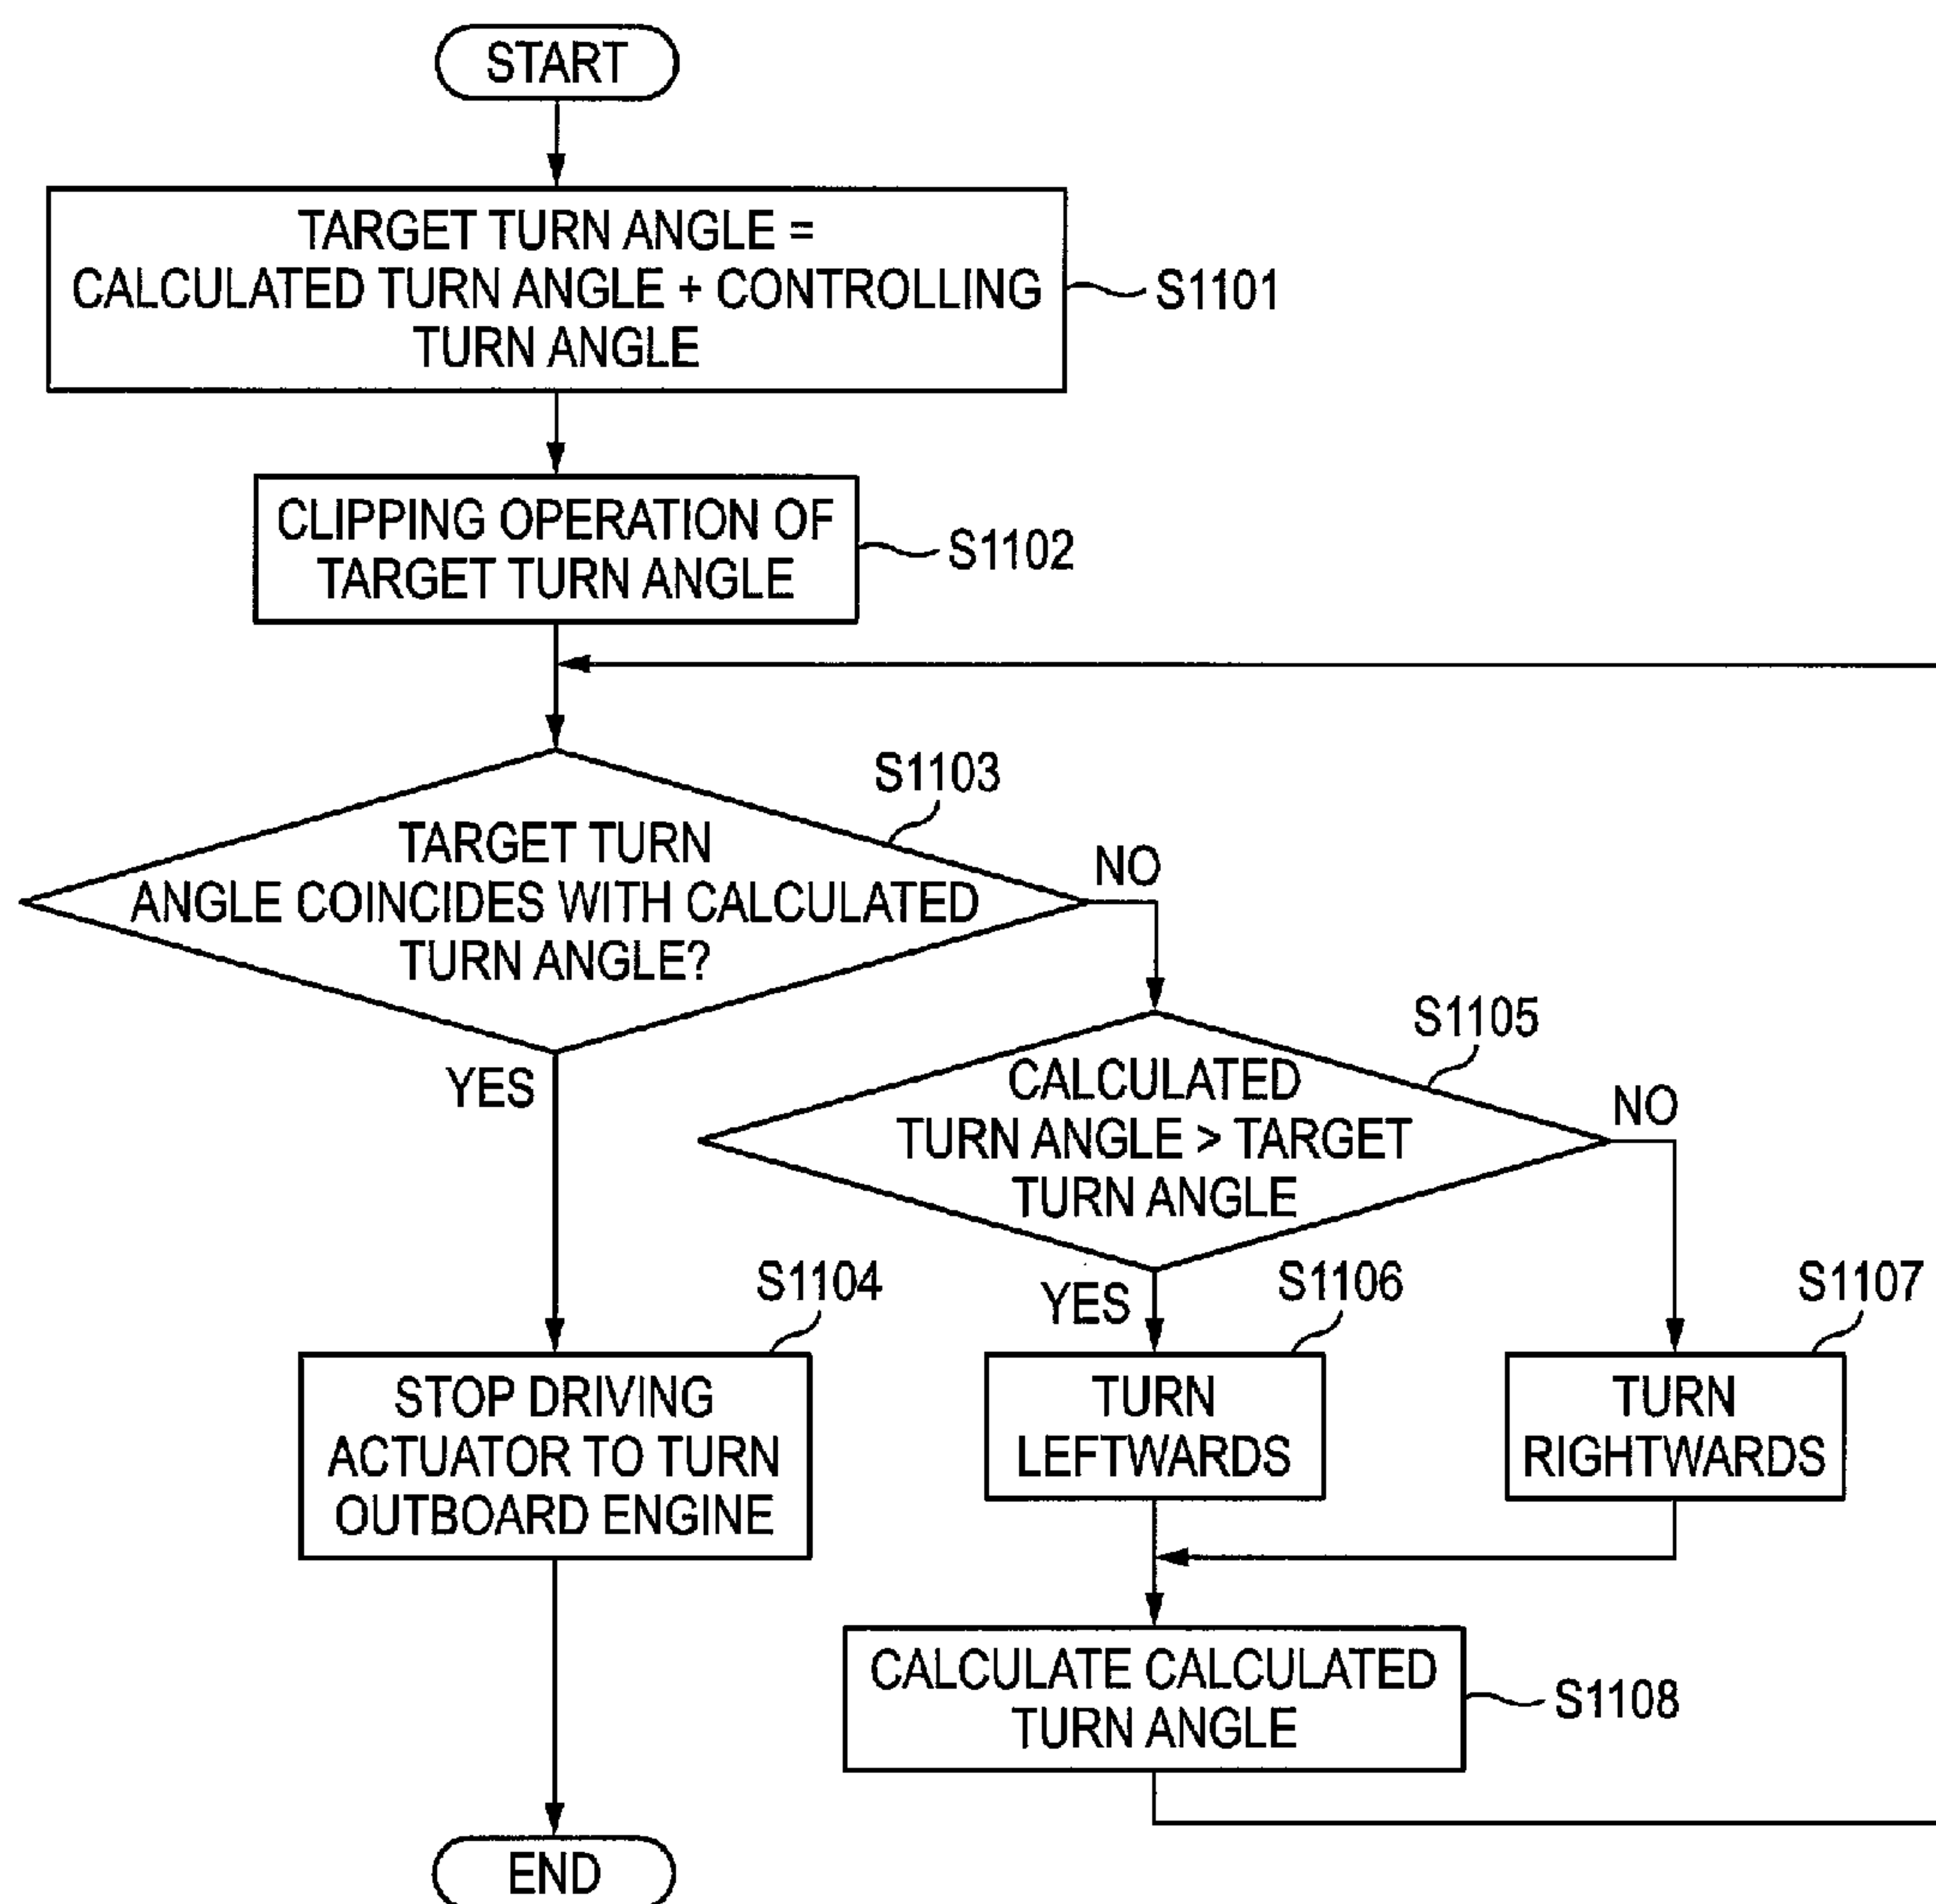 START
TARGET TURN ANGLE =
CALCULATED TURN ANGLE + CONTROLLING
TURN ANGLE
S1101
CLIPPING OPERATION OF
TARGET TURN ANGLE
S1102
S1103
TARGET TURN
ANGLE COINCIDES WITH CALCULATED
TURN ANGLE?
NO
YES
S1105
CALCULATED
TURN ANGLE > TARGET
TURN ANGLE
NO
YES
S1104
STOP DRIVING
ACTUATOR TO TURN
OUTBOARD ENGINE
S1106
TURN
LEFTWARDS
S1107
TURN
RIGHTWARDS
CALCULATE CALCULATED
TURN ANGLE
S1108
END